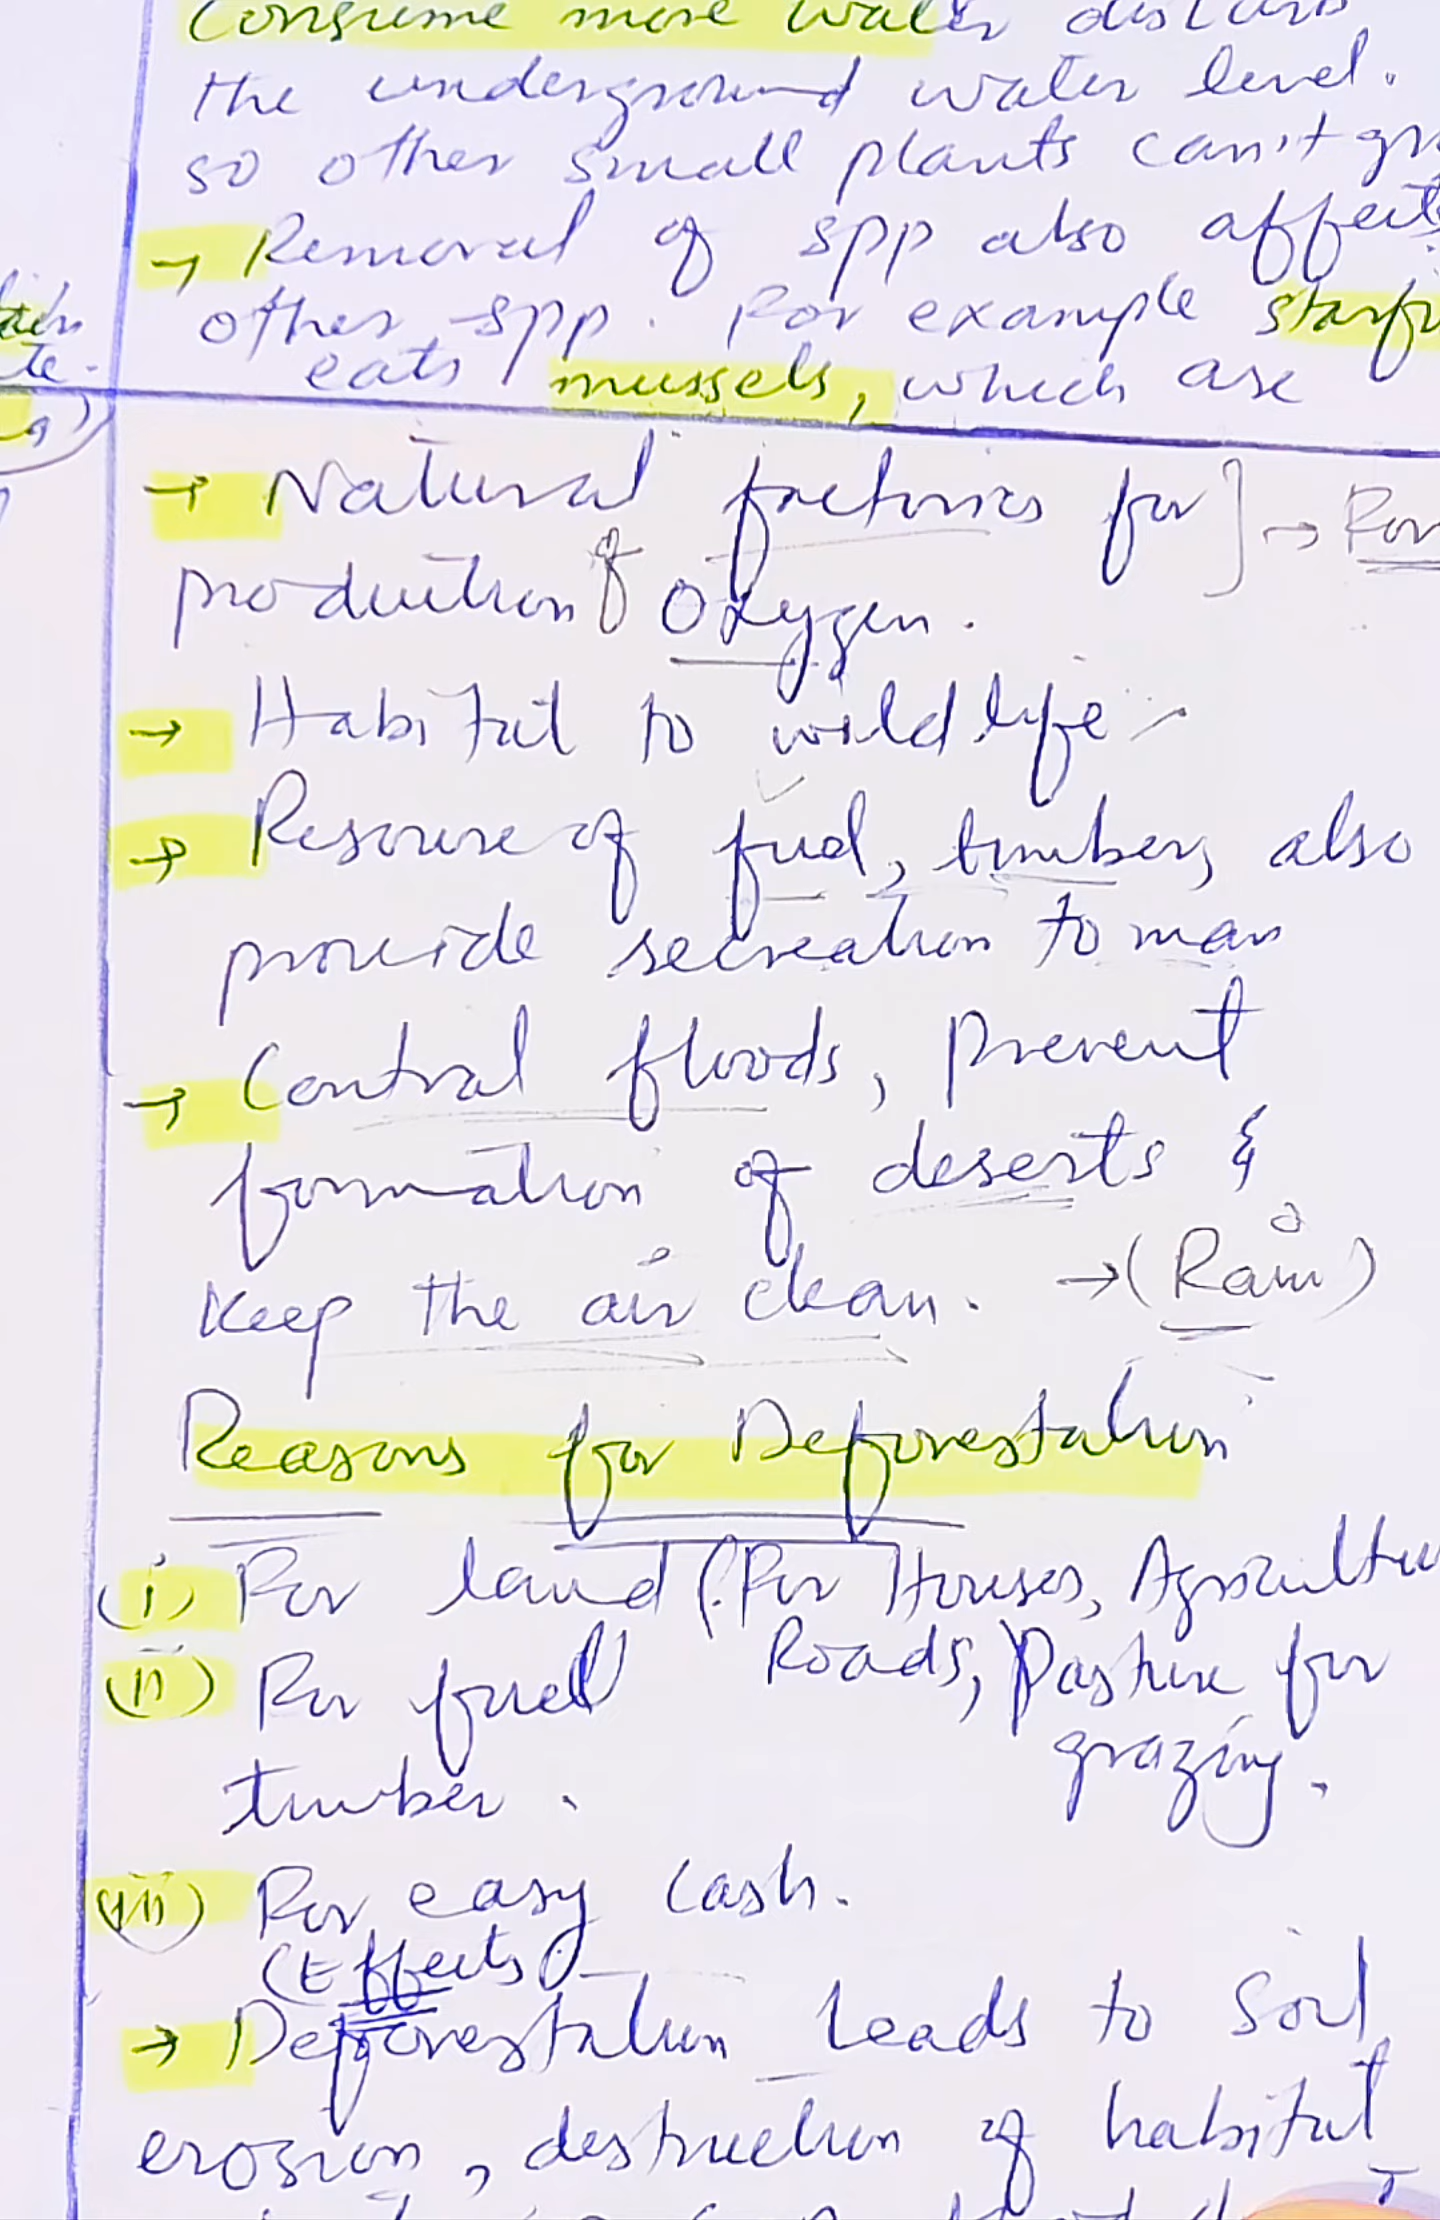 Consume more water disturb
the underground water level.
so other small plants can't
→ Removal of spp also affects
other spp. For example
eats mussels, which are
→ Natural factories for ] → For
production of Oxygen.
→ Habitat to wildlife
→ Resourse of fuel, timber, also
provide recreation to man
→ Control floods, prevent
formation of deserts &
Keep the air clean. → (Rain)
Reasons for Deforestation
(i) For land (For Houses,
Roads, Pasture for
grazing.
(ii) For fuel
timber.
(iii) For easy cash.
(Effects)
→ Deforestation leads to soil
erosion, destruction of habitat